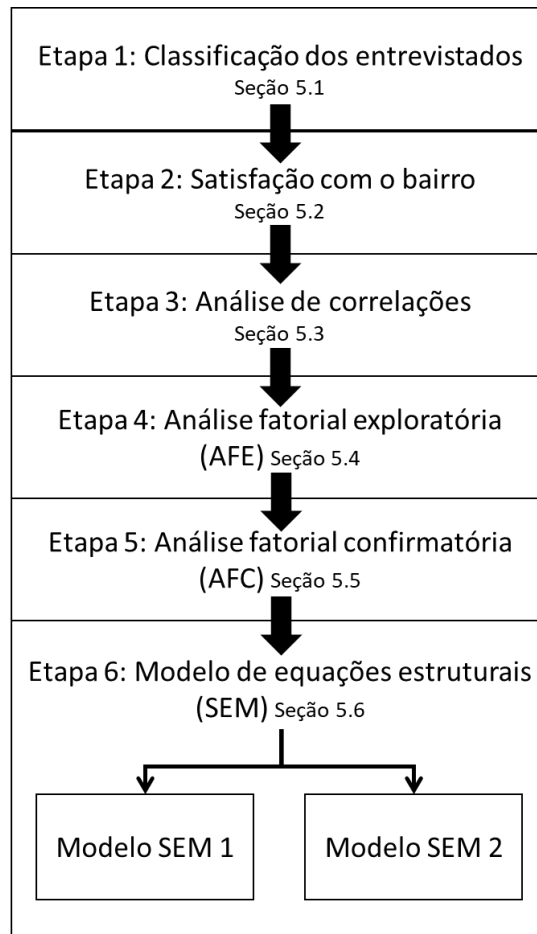 Etapa 1: Classificação dos entrevistados
Seção 5.1
Etapa 2: Satisfação com o bairro
Seção 5.2
Etapa 3: Análise de correlações
Seção 5.3
Etapa 4: Análise fatorial exploratória
(AFE) Seção 5.4
Etapa 5: Análise fatorial confirmatória
(AFC) Seção 5.5
Etapa 6: Modelo de equações estruturais
(SEM) Seção 5.6
Modelo SEM 1
Modelo SEM 2